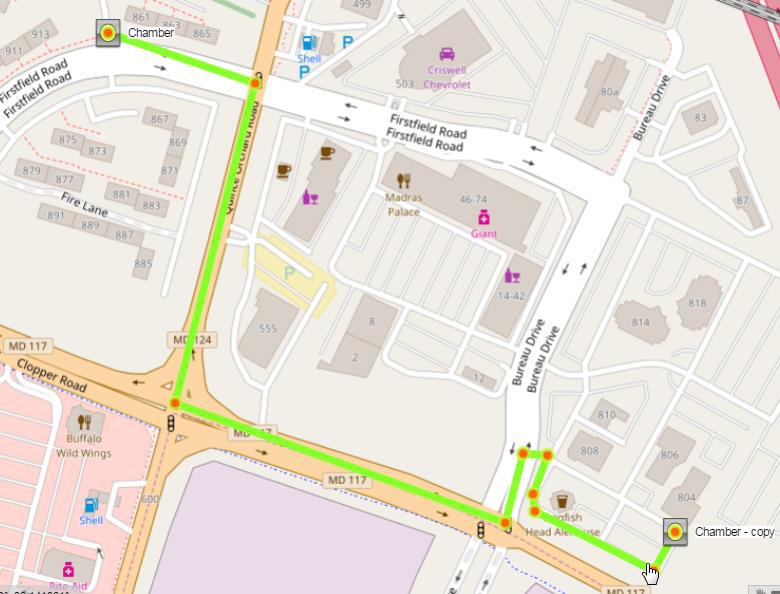 499
861
863
865
Chamber
913
911
Shell
P
P
503
Criswell
Chevrolet
80a
83
Bureau Drive
Firstfield Road
Firstfield Road
Firstfield Road
Firstfield Road
867
869
871
875
873
879
877
881
883
Fire Lane
891
889
887
885
Quince Orchard Road
Madras
Palace
46-74
Giant
87
14-42
P
555
8
2
12
814
818
Bureau Drive
Bureau Drive
MD 117
Clopper Road
MD 124
MD 117
MD 117
Buffalo
Wild Wings
Shell
600
Rite Aid
810
808
806
804
Head Alehouse
Chamber - copy
MD 117